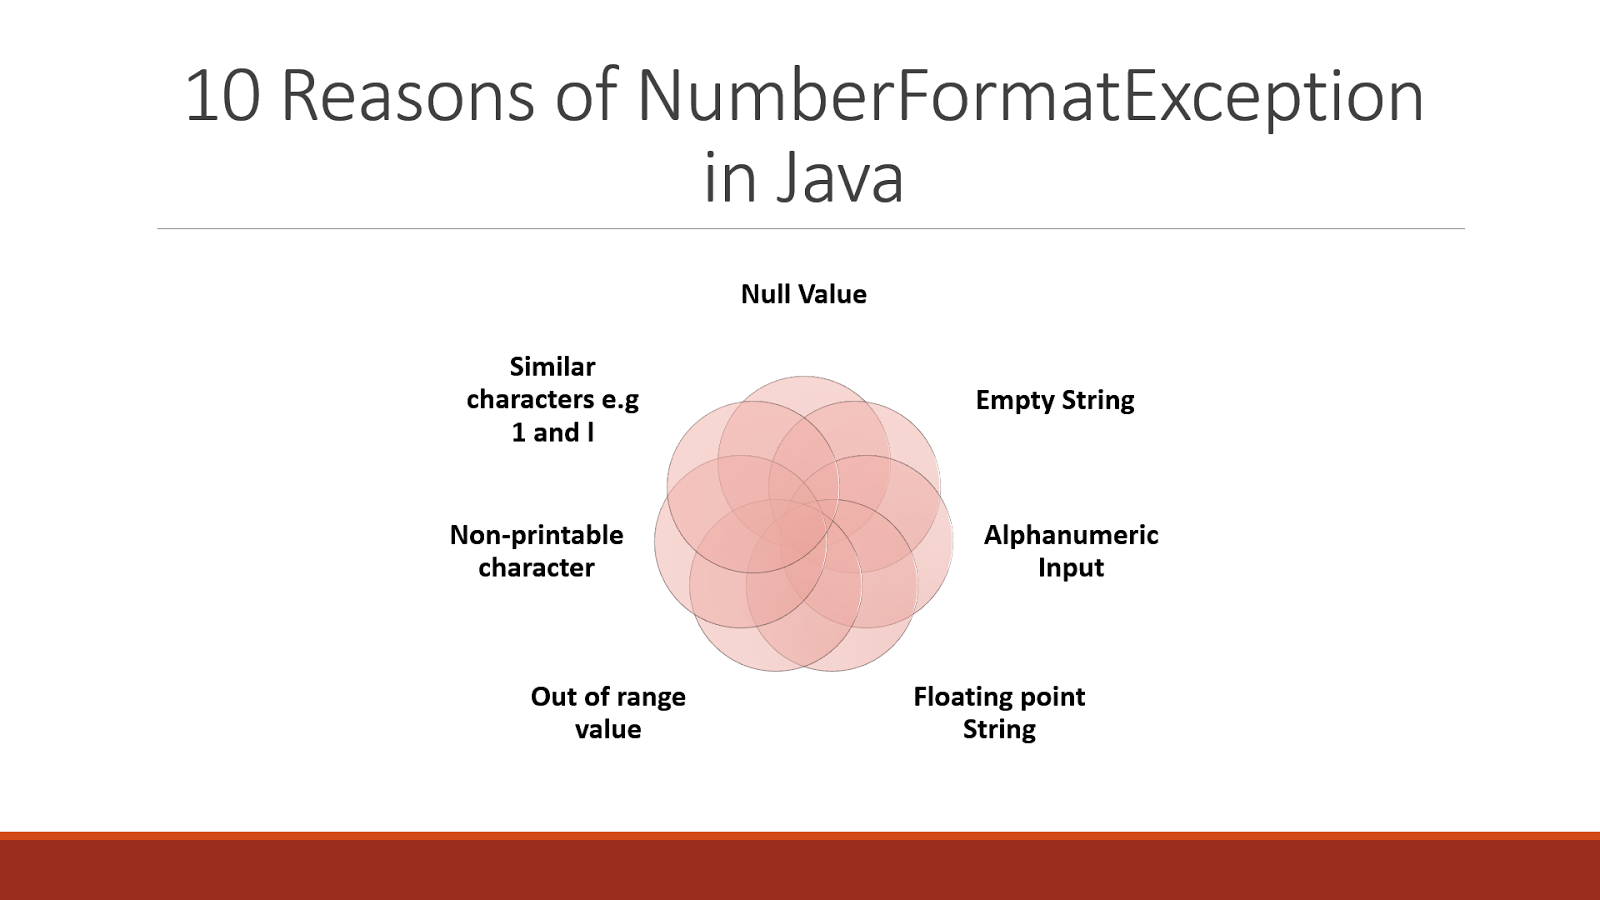 10 Reasons of NumberFormatException
in Java
Null Value
Similar
characters e.g
1 and l
Empty String
Non-printable
character
Alphanumeric
Input
Out of range
value
Floating point
String